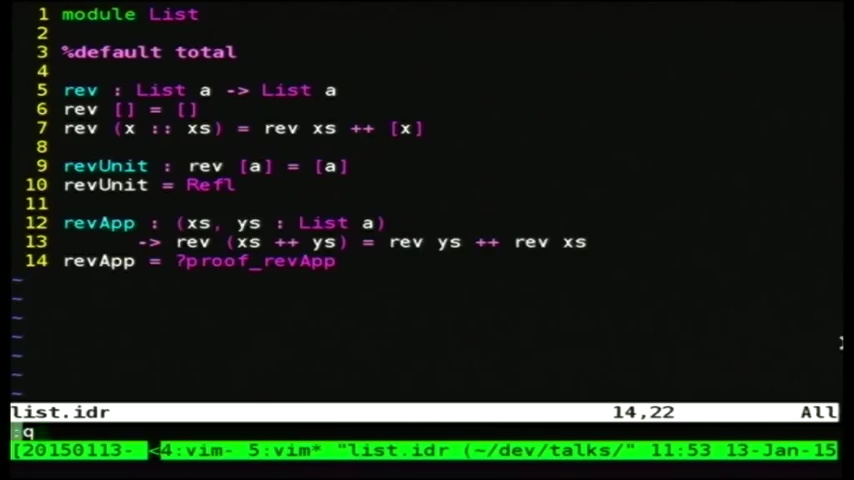 1 module List
2
3 %default total
4
5 rev : List a -> List a
6 rev [] = []
7 rev (x :: xs) = rev xs ++ [x]
8
9 revUnit : rev [a] = [a]
10 revUnit = Refl
11
12 revApp : (xs, ys : List a)
13 -> rev (xs ++ ys) = rev ys ++ rev xs
14 revApp = ?proof_revApp
~
~
~
~
~
~
~
list.idr 14,22 All
:q
[20150113- <4:vim- 5:vim* "list.idr (~/dev/talks/" 11:53 13-Jan-15